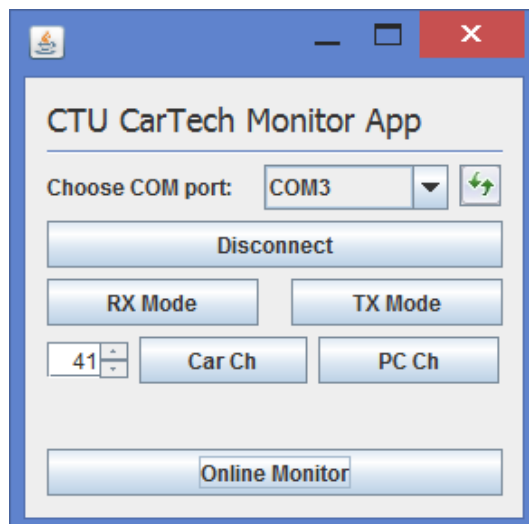 CTU CarTech Monitor App
Choose COM port: COM3
Disconnect
RX Mode TX Mode
41 Car Ch PC Ch
Online Monitor